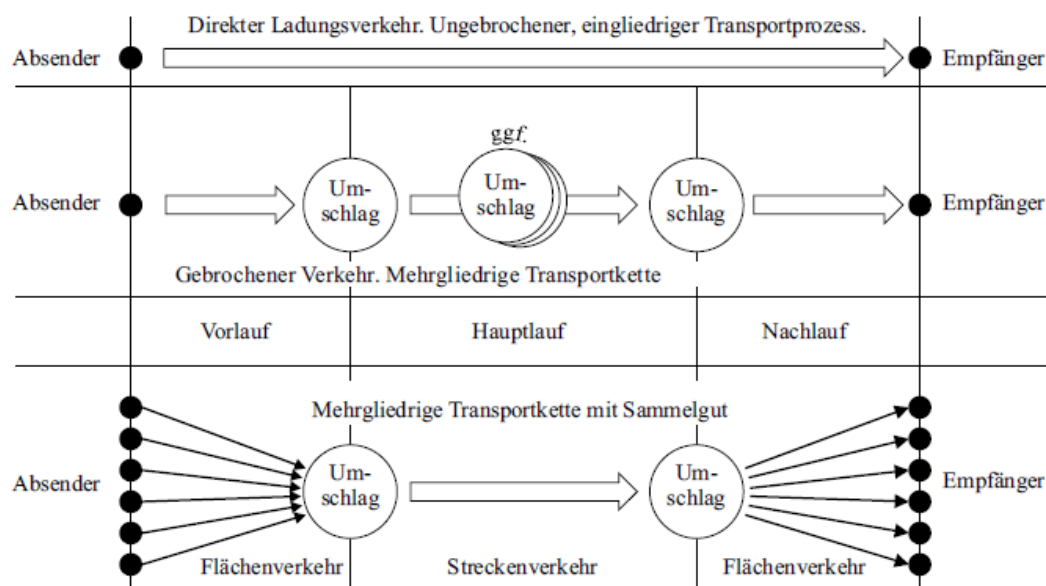 Direkter Ladungsverkehr. Ungebrochener, eingliedriger Transportprozess.
Absender
Empfänger
ggf.
Um-
schlag
Um-
schlag
Um-
schlag
Absender
Empfänger
Gebrochener Verkehr. Mehrgliedrige Transportkette
Vorlauf
Hauptlauf
Nachlauf
Mehrgliedrige Transportkette mit Sammelgut
Absender
Um-
schlag
Um-
schlag
Empfänger
Flächenverkehr
Streckenverkehr
Flächenverkehr